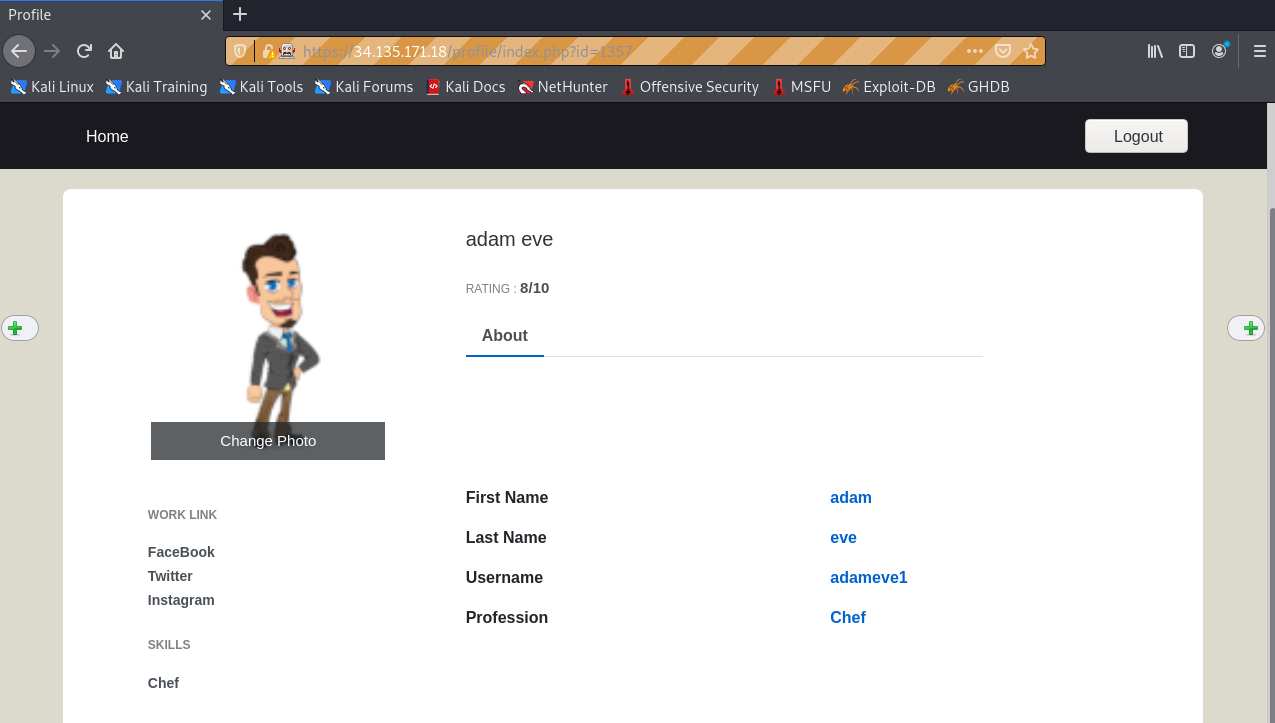 Profile
https://34.135.171.18/profile/index.php?id=1357
Kali Linux Kali Training Kali Tools Kali Forums Kali Docs NetHunter Offensive Security MSFU Exploit-DB GHDB
Home Logout
adam eve
RATING : 8/10
About
Change Photo
First Name adam
WORK LINK
Last Name eve
FaceBook
Twitter
Username adameve1
Instagram
Profession Chef
SKILLS
Chef